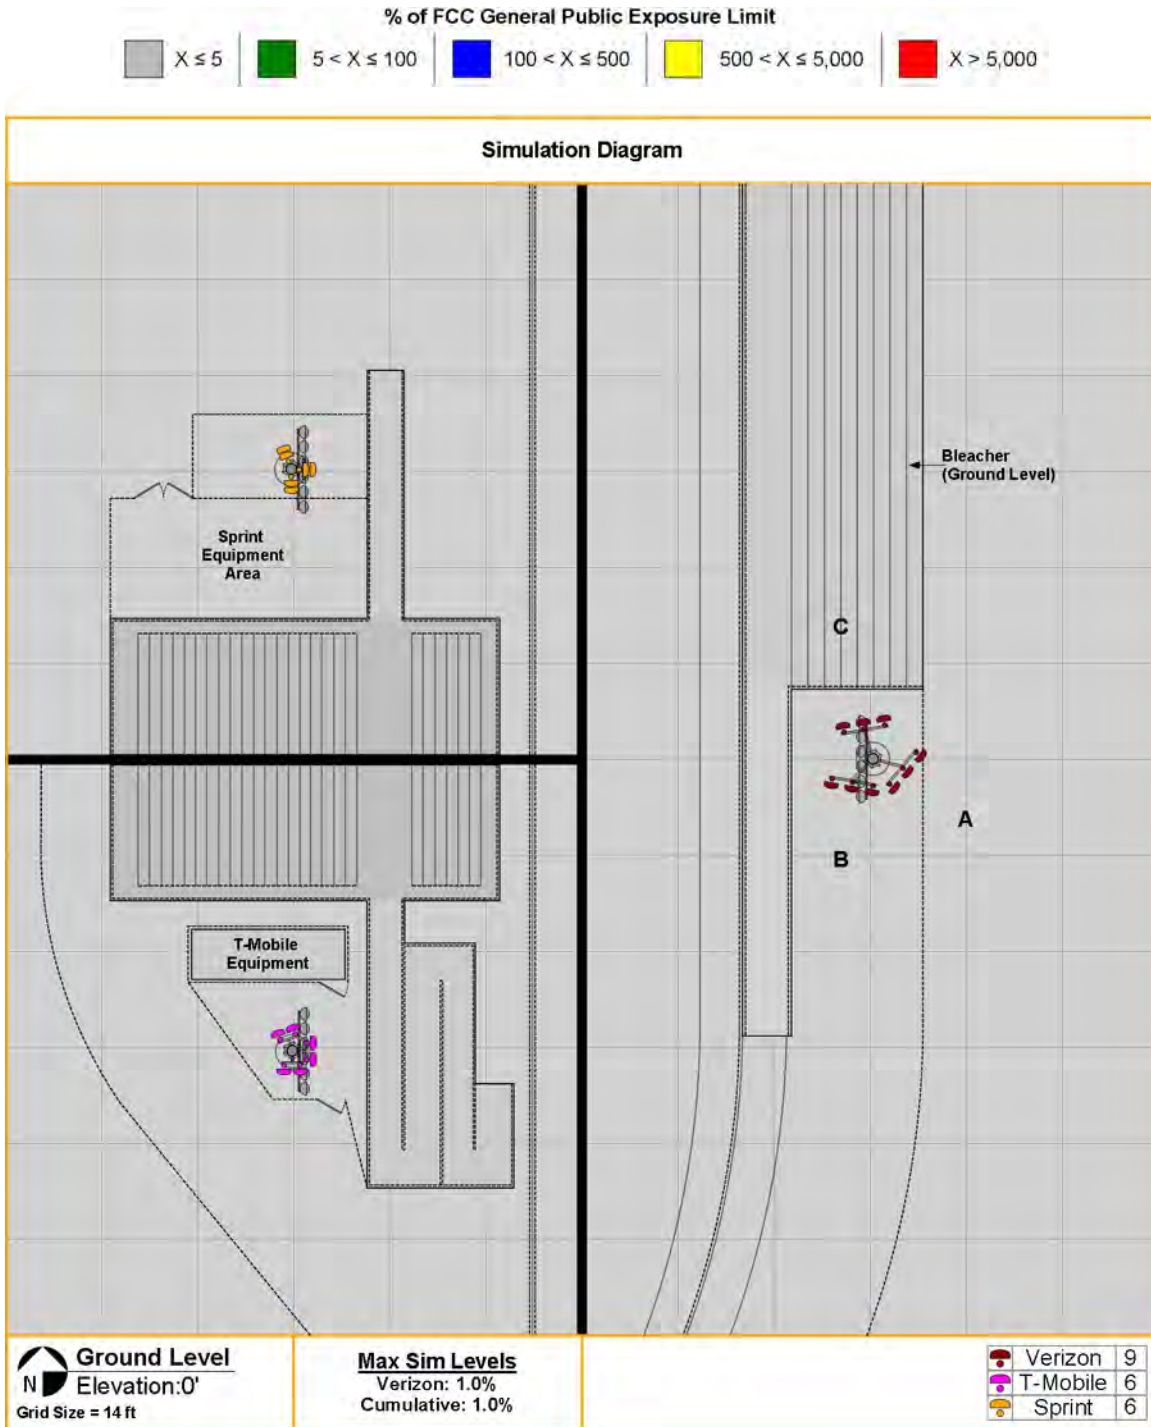 % of FCC General Public Exposure Limit
X ≤ 5
5 < X ≤ 100
100 < X ≤ 500
500 < X ≤ 5,000
X > 5,000
Simulation Diagram
Bleacher
(Ground Level)
Sprint
Equipment
Area
C
A
B
T-Mobile
Equipment
N
Ground Level
Elevation:0'
Grid Size = 14 ft
Max Sim Levels
Verizon: 1.0%
Cumulative: 1.0%
Verizon 9
T-Mobile 6
Sprint 6